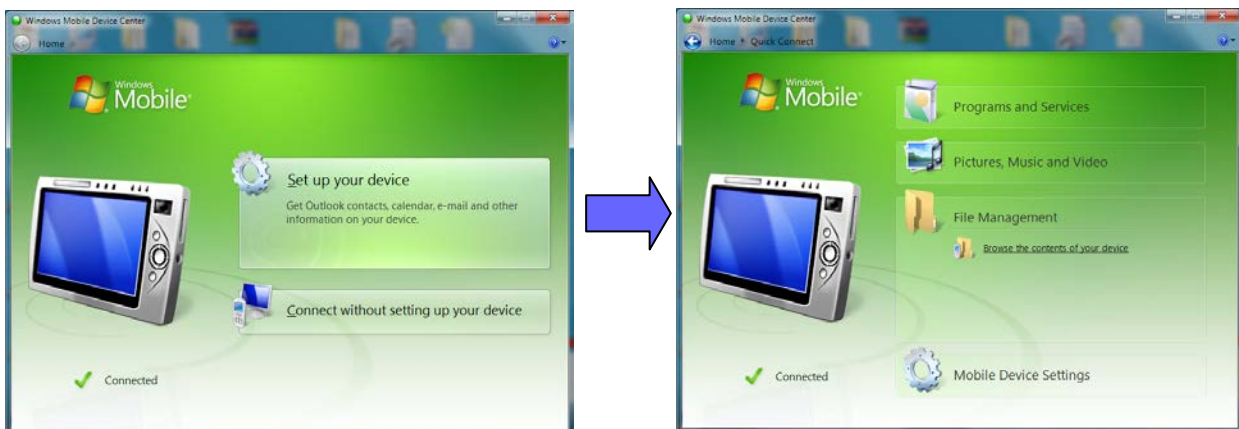 Windows Mobile Device Center
Home
Windows
Mobile
Set up your device
Get Outlook contacts, calendar, e-mail and other
information on your device.
Connect without setting up your device
Connected
Windows Mobile Device Center
Home
Quick Connect
Windows
Mobile
Programs and Services
Pictures, Music and Video
File Management
Browse the contents of your device
Mobile Device Settings
Connected